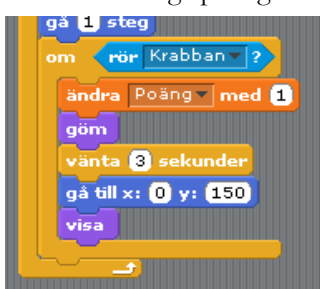 gå 1 steg
om rör Krabban ?
ändra Poäng med 1
göm
vänta 3 sekunder
gå till x: 0 y: 150
visa